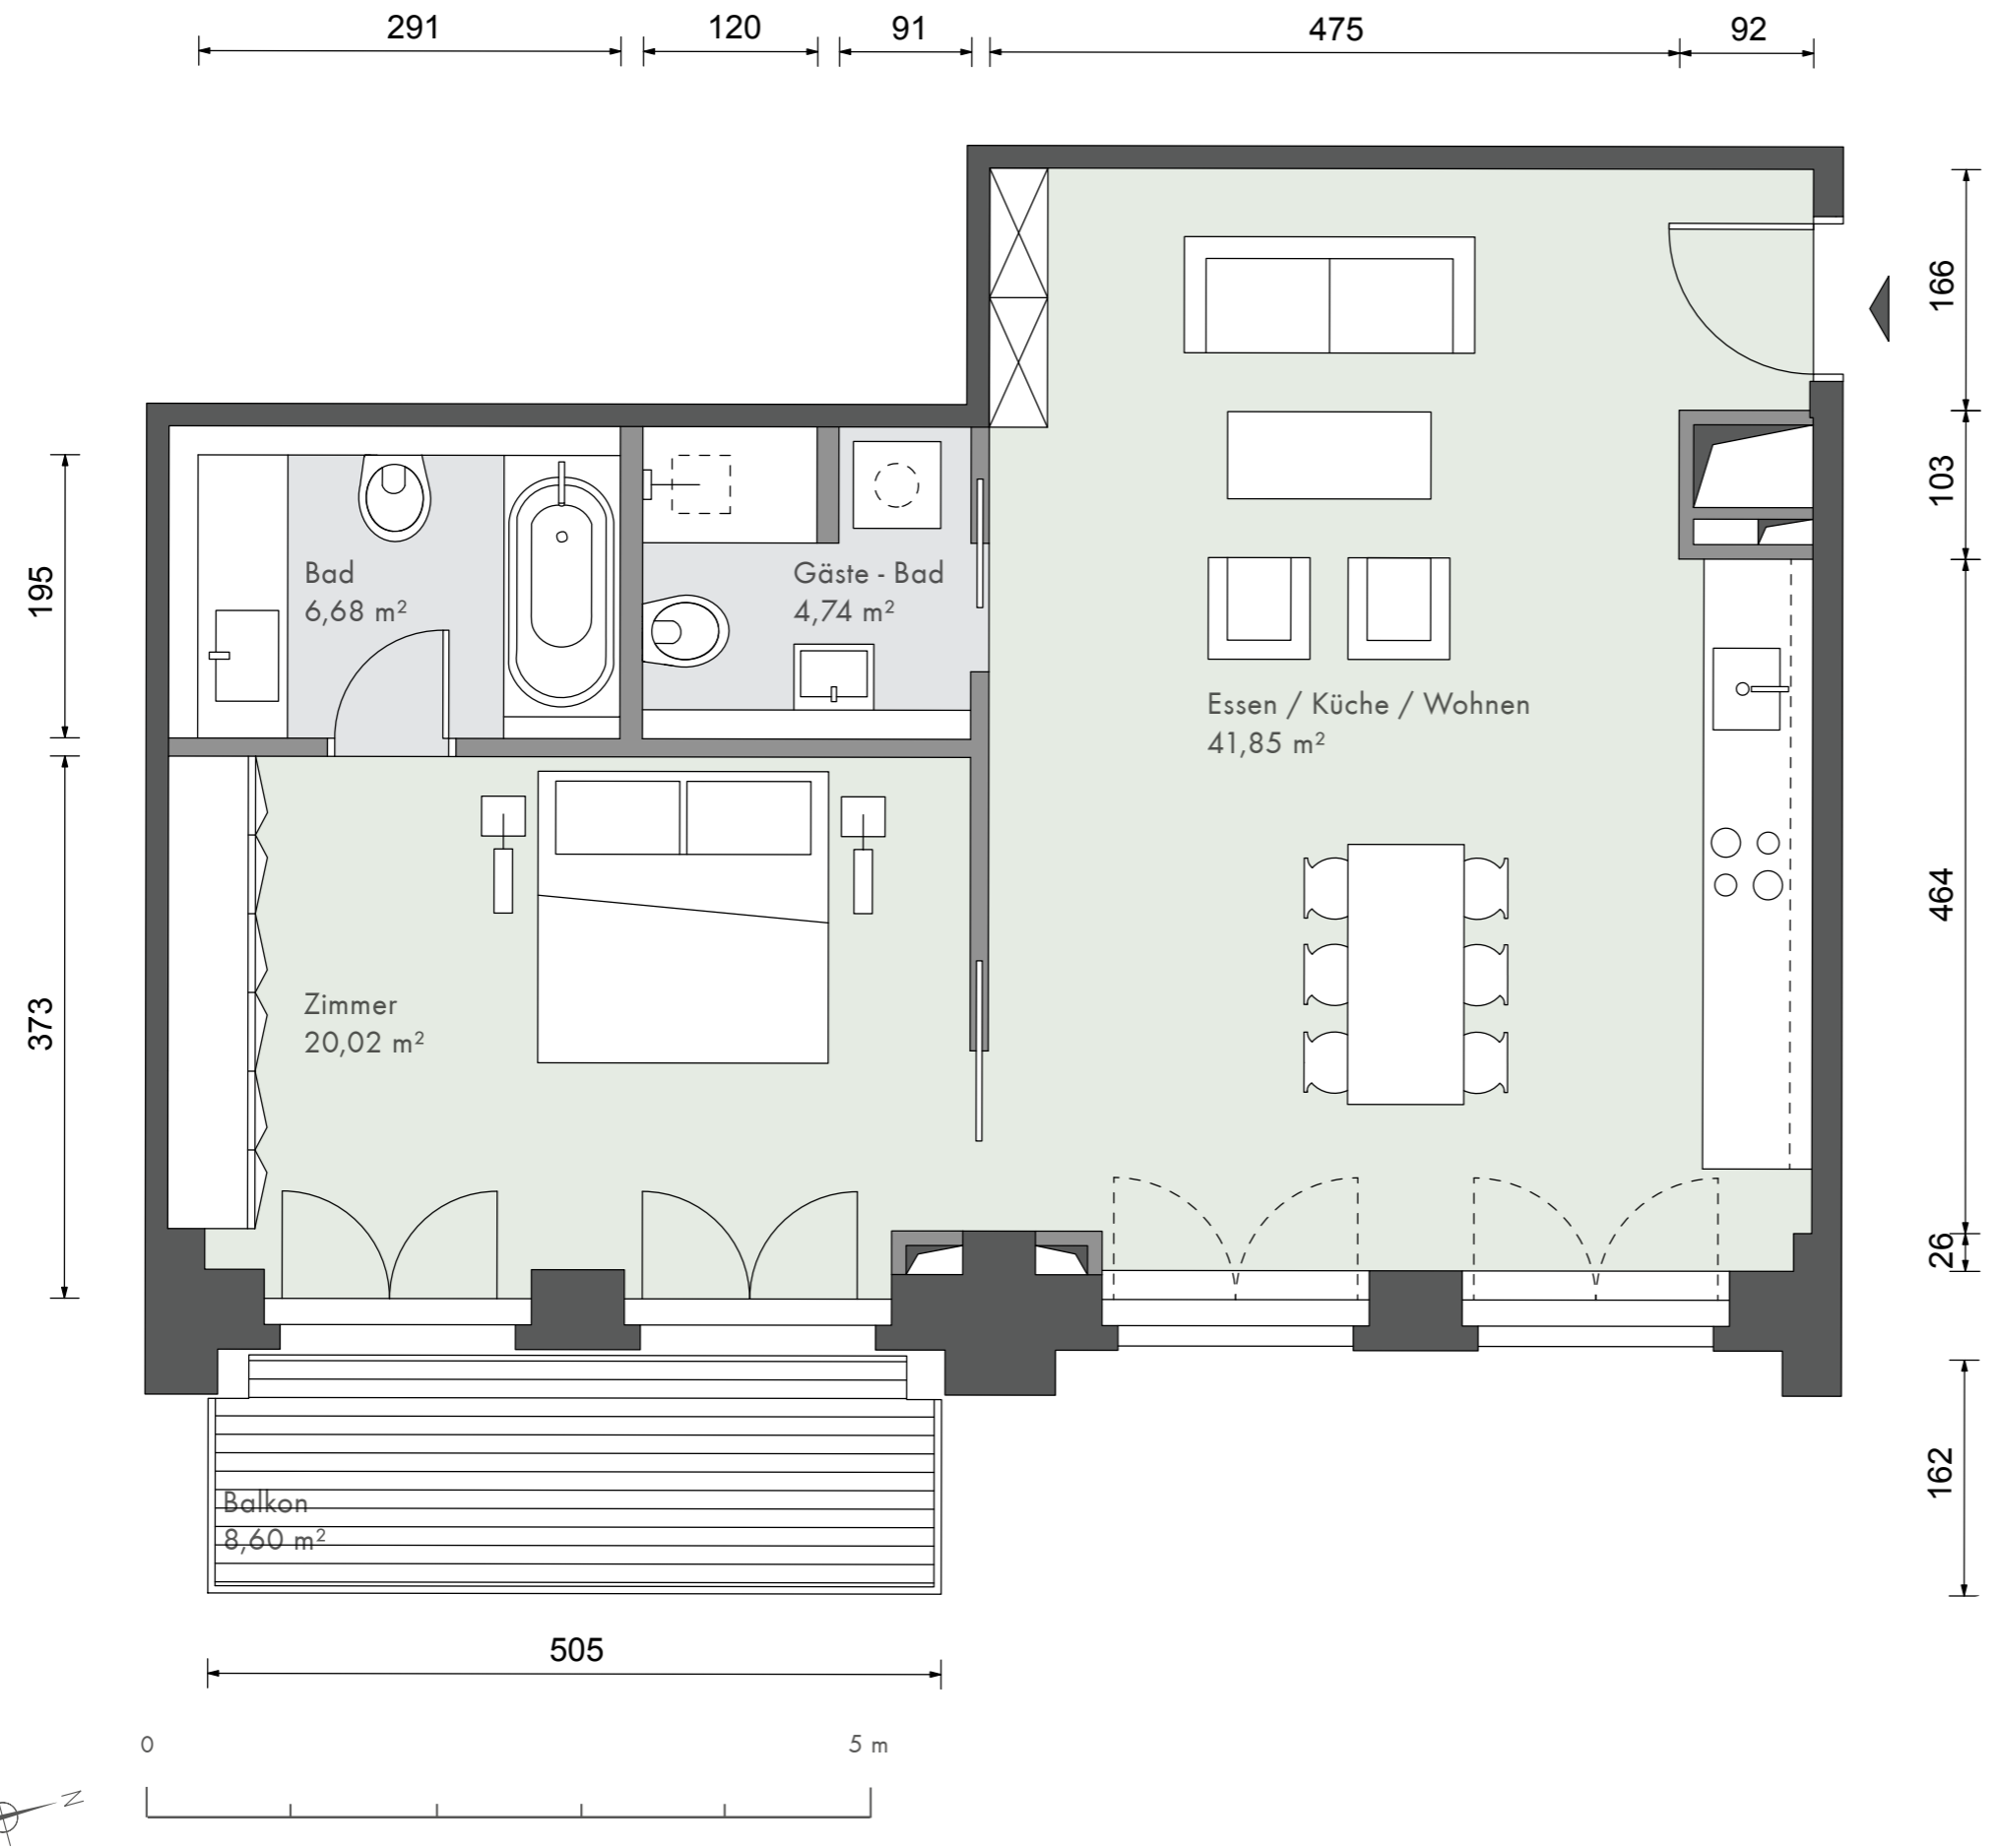 291
120
91
475
92
166
103
195
Bad
6,68 m²
Gäste - Bad
4,74 m²
Essen / Küche / Wohnen
41,85 m²
464
373
Zimmer
20,02 m²
26
162
Balkon
8,60 m²
505
0
5 m
N